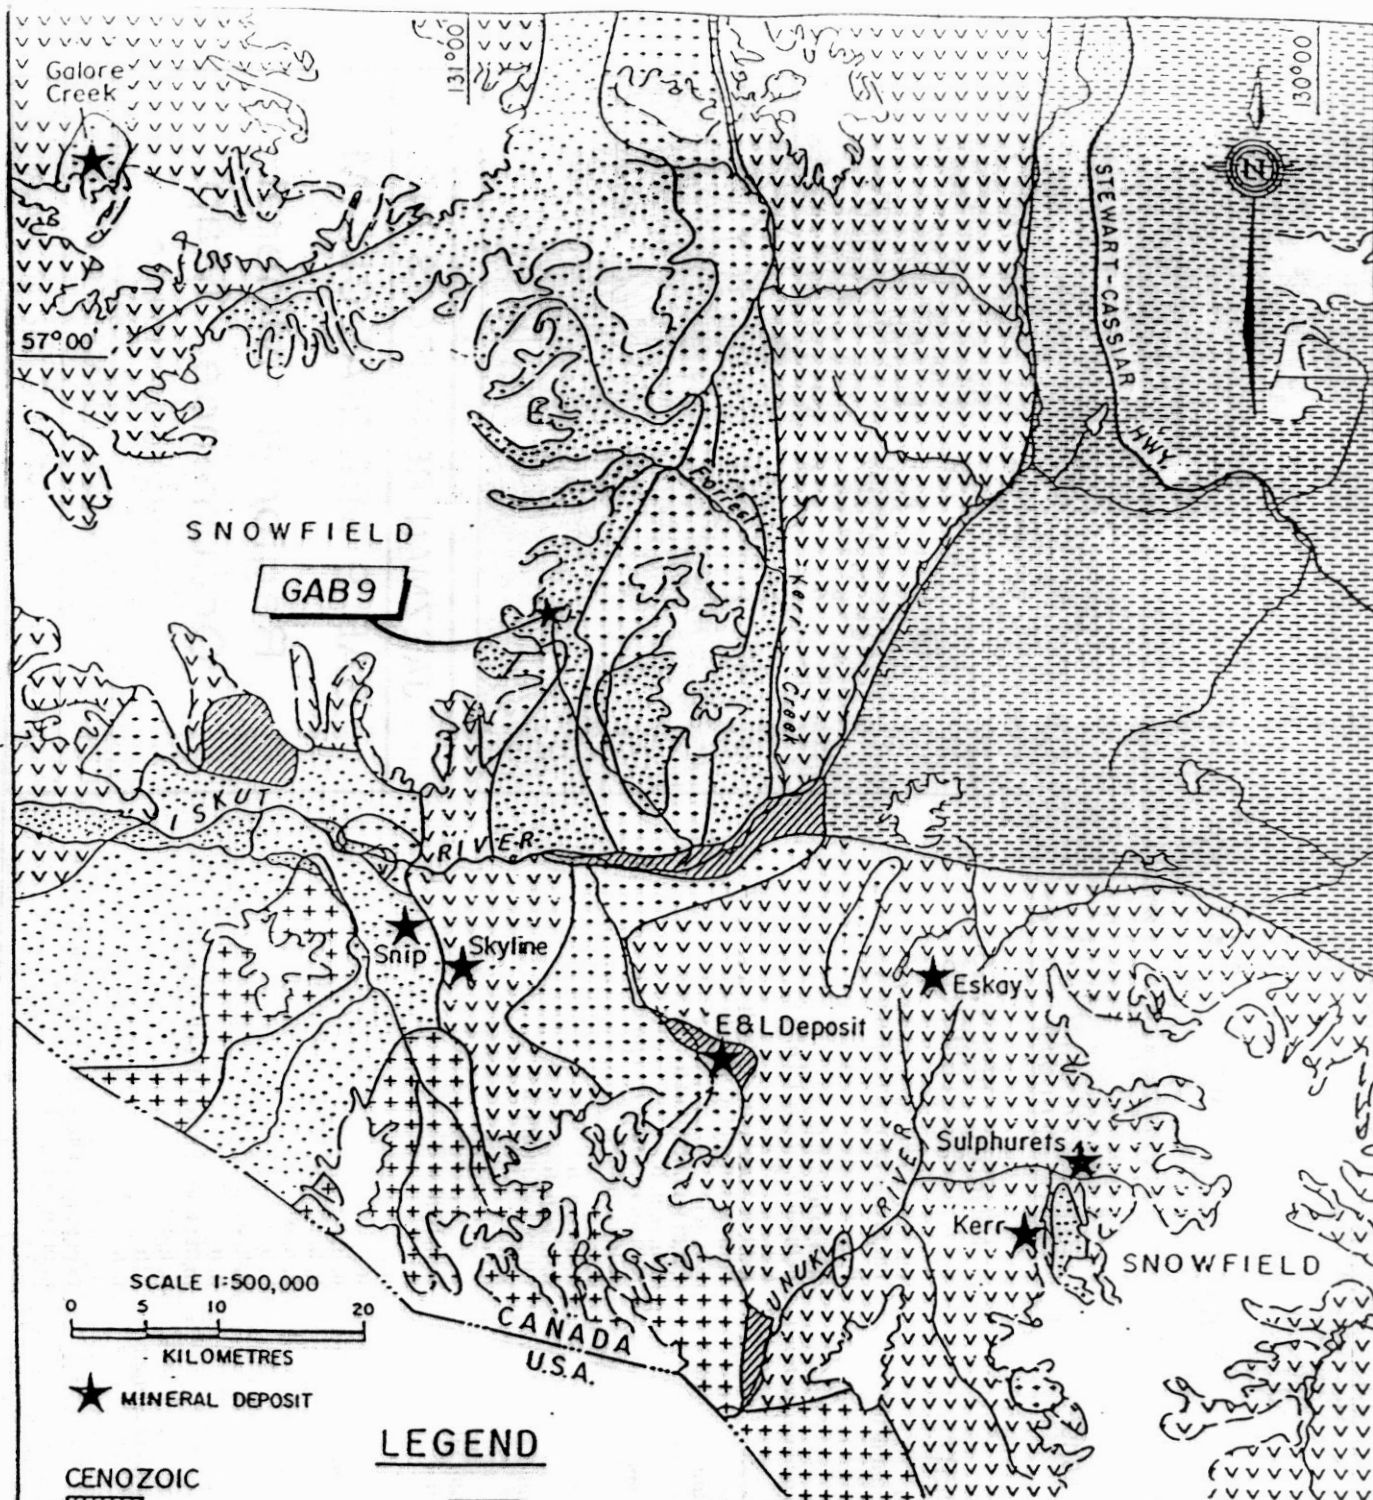 Galore
Creek
131°00
130°00
N
STEWART-CASSIAR
HWY.
57°00'
SNOWFIELD
Forrest
GAB 9
Kerr
Creek
ISKUT
RIVER
Snip
Skyline
Eskay
E & L Deposit
Sulphurets
UNUK RIVER
Kerr
SNOWFIELD
SCALE 1:500,000
0 5 10 20
KILOMETRES
CANADA
U.S.A.
MINERAL DEPOSIT
LEGEND
CENOZOIC